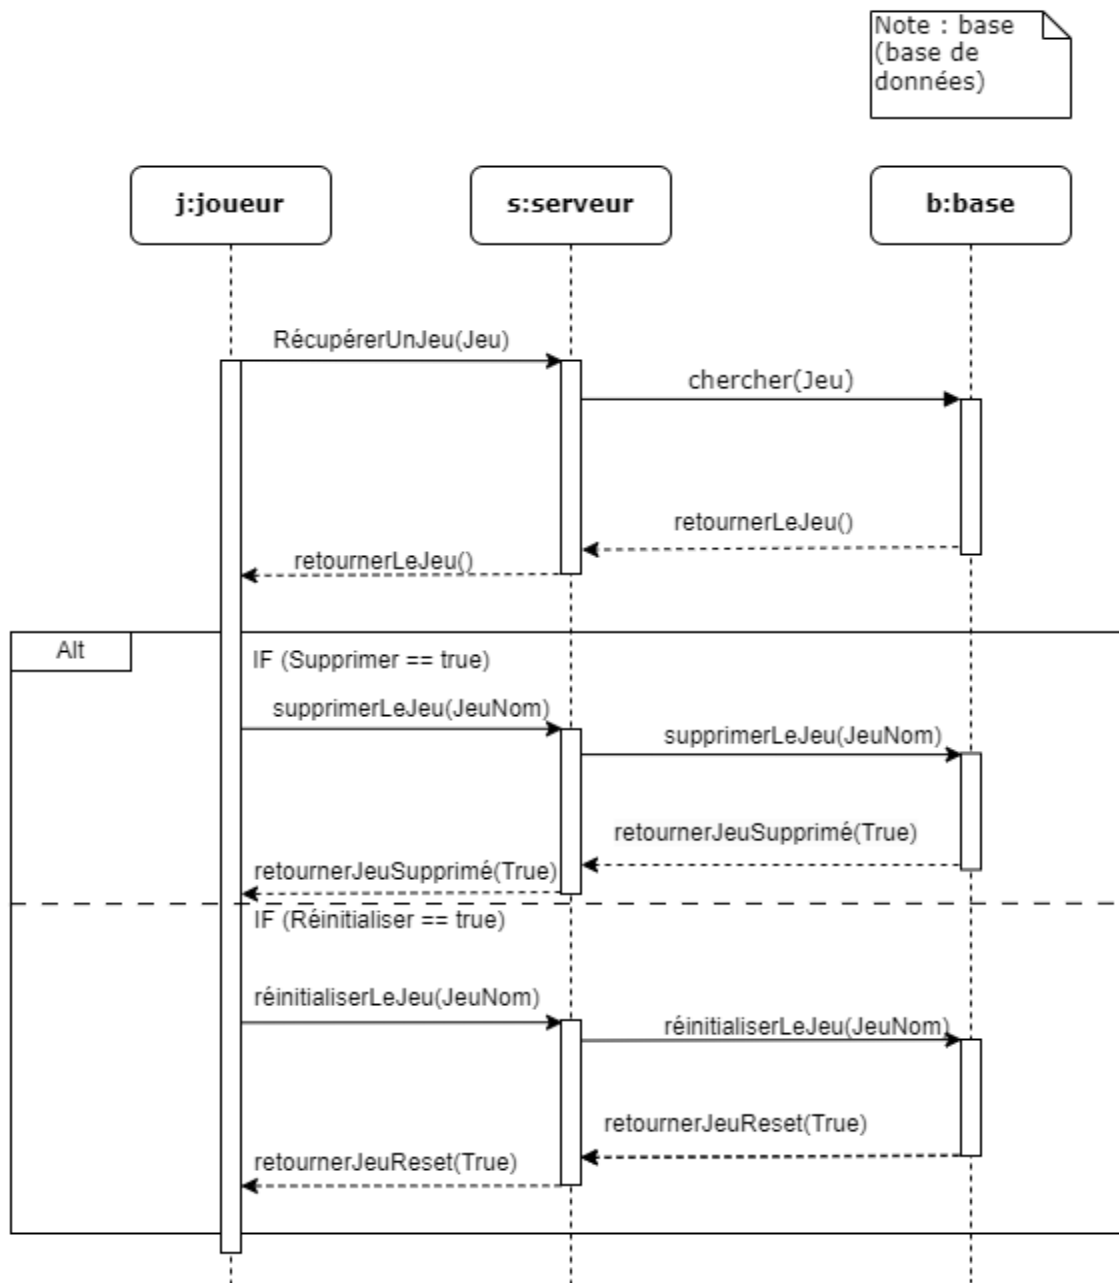 Note : base
(base de
données)
j:joueur
s:serveur
b:base
RécupérerUnJeu(Jeu)
chercher(Jeu)
retournerLeJeu()
retournerLeJeu()
Alt
IF (Supprimer == true)
supprimerLeJeu(JeuNom)
supprimerLeJeu(JeuNom)
retournerJeuSupprimé(True)
retournerJeuSupprimé(True)
IF (Réinitialiser == true)
réinitialiserLeJeu(JeuNom)
réinitialiserLeJeu(JeuNom)
retournerJeuReset(True)
retournerJeuReset(True)